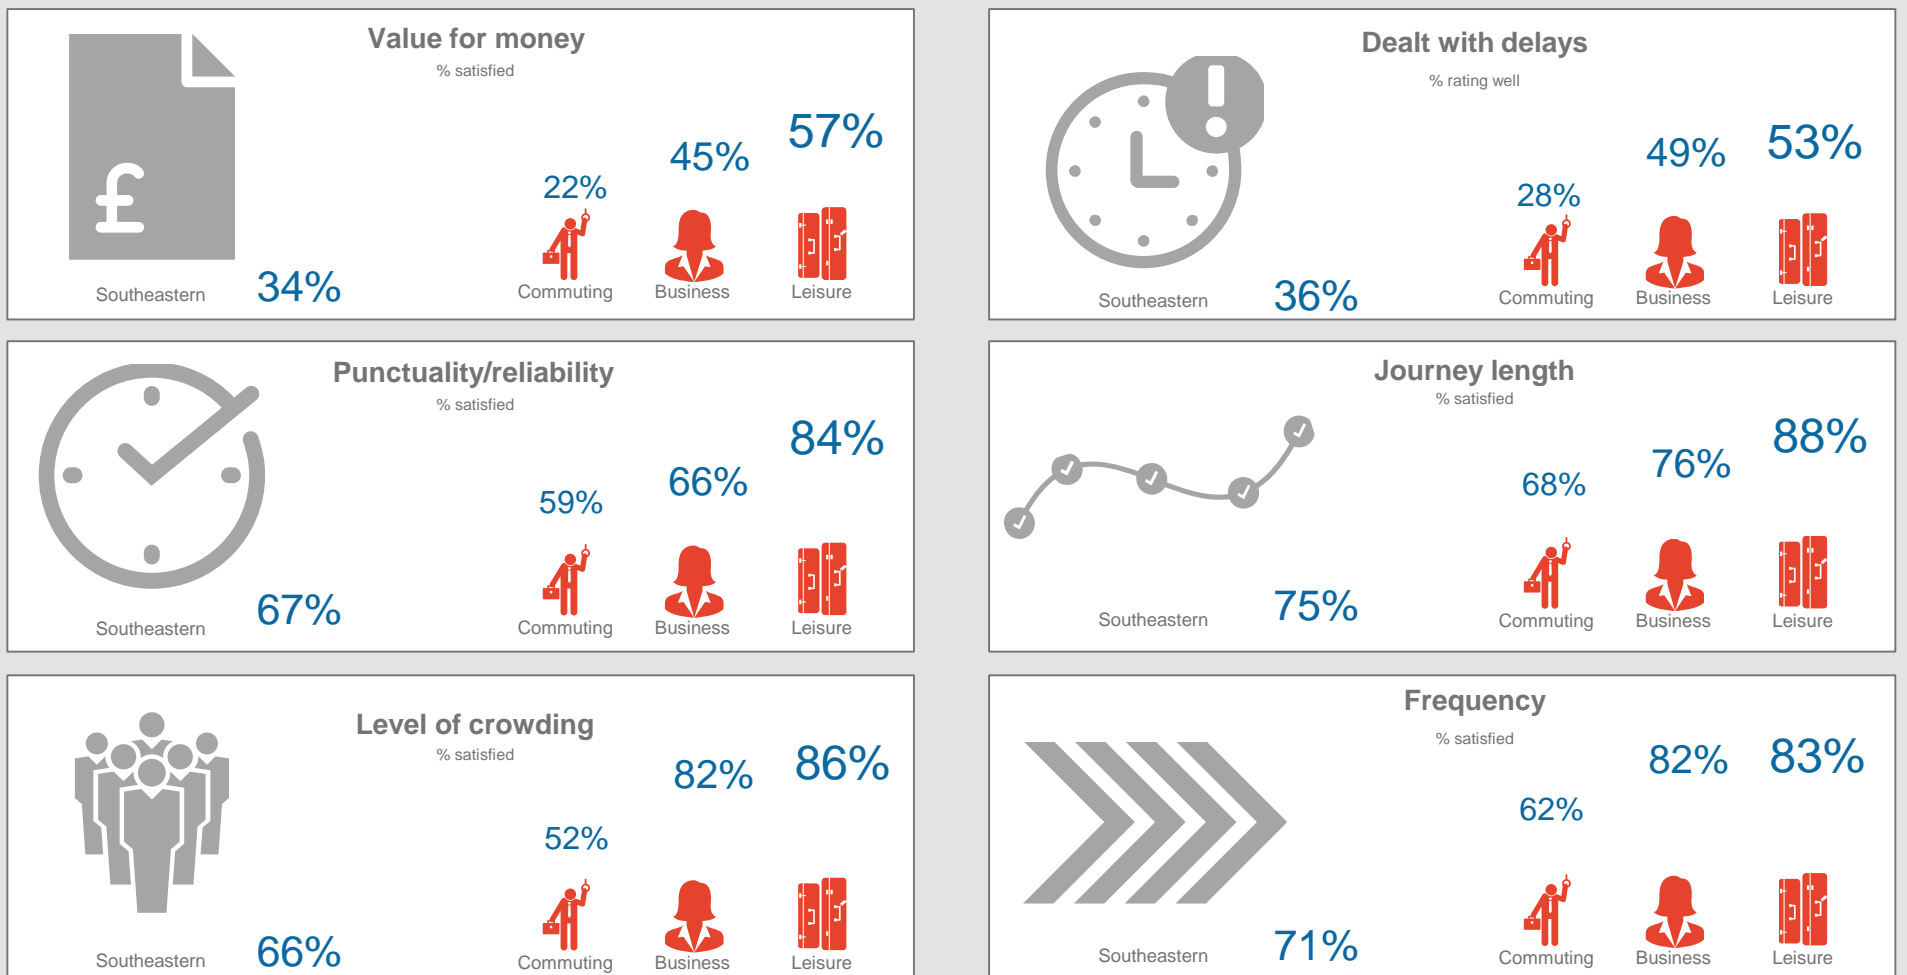 Value for money
% satisfied
57%
45%
22%
£
Southeastern 34%
Commuting Business Leisure
Dealt with delays
% rating well
53%
49%
28%
Southeastern 36%
Commuting Business Leisure
Punctuality/reliability
% satisfied
84%
66%
59%
Southeastern 67%
Commuting Business Leisure
Journey length
% satisfied
88%
76%
68%
Southeastern 75%
Commuting Business Leisure
Level of crowding
% satisfied
82% 86%
52%
Southeastern 66%
Commuting Business Leisure
Frequency
% satisfied
82% 83%
62%
Southeastern 71%
Commuting Business Leisure